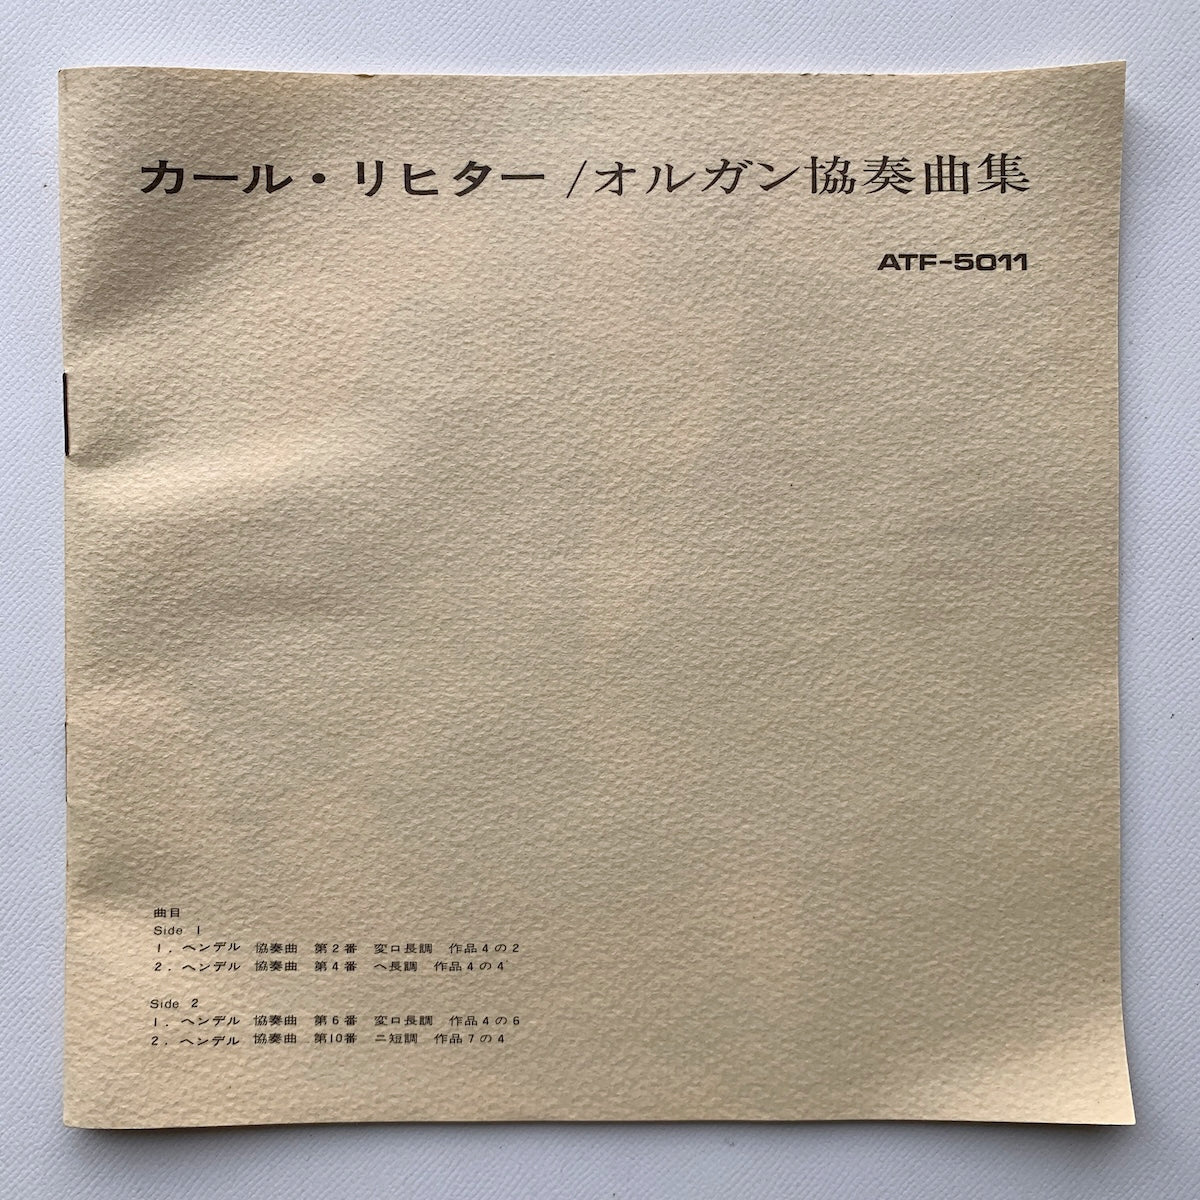 カール・リヒター/オルガン協奏曲集
ATF-5011
曲目
Side 1
1. ヘンデル 協奏曲 第2番 変ロ長調 作品4の2
2. ヘンデル 協奏曲 第4番 ヘ長調 作品4の4
Side 2
1. ヘンデル 協奏曲 第6番 変ロ長調 作品4の6
2. ヘンデル 協奏曲 第10番 ニ短調 作品7の4